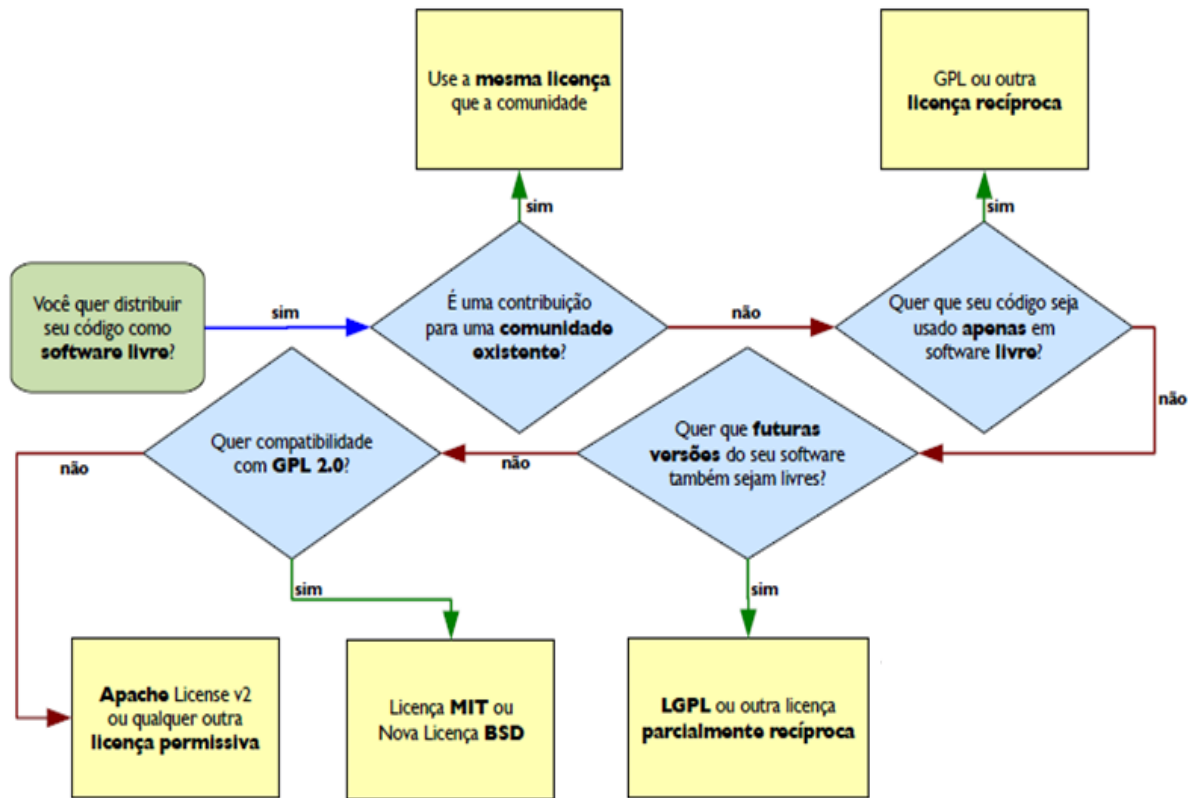 Use a mesma licença
que a comunidade
GPL ou outra
licença recíproca
sim
sim
Você quer distribuir
seu código como
software livre?
sim
É uma contribuição
para uma comunidade
existente?
não
Quer que seu código seja
usado apenas em
software livre?
não
Quer compatibilidade
com GPL 2.0?
não
Quer que futuras
versões do seu software
também sejam livres?
não
sim
sim
Apache License v2
ou qualquer outra
licença permissiva
Licença MIT ou
Nova Licença BSD
LGPL ou outra licença
parcialmente recíproca